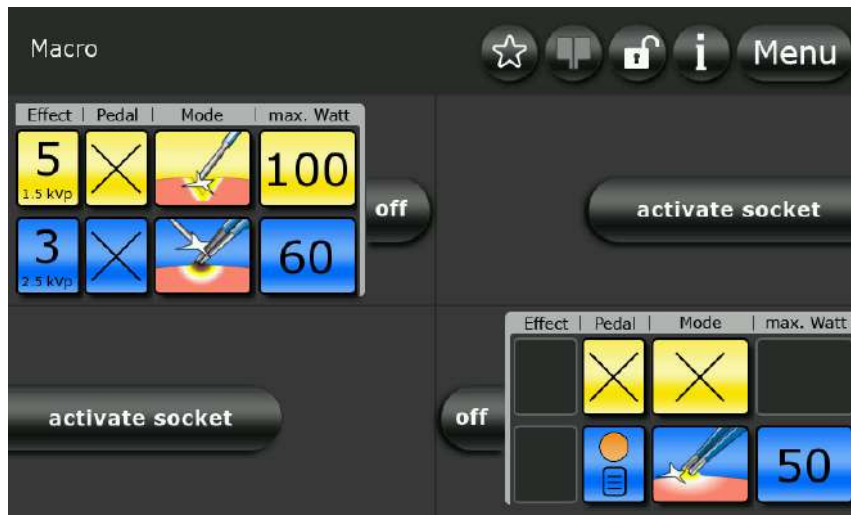 Macro
i
Menu
Effect | Pedal | Mode | max. Watt
5
1.5 kVp
100
off
activate socket
3
2.5 kVp
60
Effect | Pedal | Mode | max. Watt
activate socket
off
50